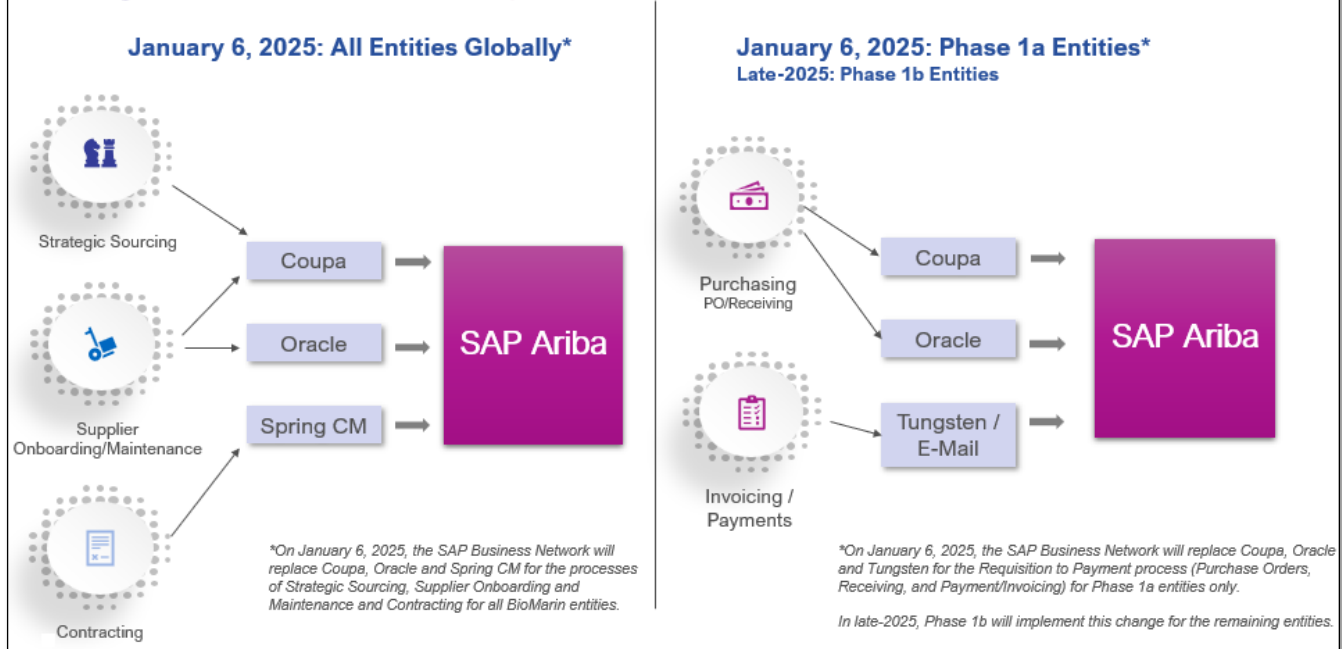 January 6, 2025: All Entities Globally*
Strategic Sourcing
Supplier
Onboarding/Maintenance
Contracting
Coupa
Oracle
Spring CM
SAP Ariba
*On January 6, 2025, the SAP Business Network will
replace Coupa, Oracle and Spring CM for the processes
of Strategic Sourcing, Supplier Onboarding and
Maintenance and Contracting for all BioMarin entities.
January 6, 2025: Phase 1a Entities*
Late-2025: Phase 1b Entities
Purchasing
PO/Receiving
Invoicing /
Payments
Coupa
Oracle
Tungsten /
E-Mail
SAP Ariba
*On January 6, 2025, the SAP Business Network will replace Coupa, Oracle
and Tungsten for the Requisition to Payment process (Purchase Orders,
Receiving, and Payment/Invoicing) for Phase 1a entities only.
In late-2025, Phase 1b will implement this change for the remaining entities.